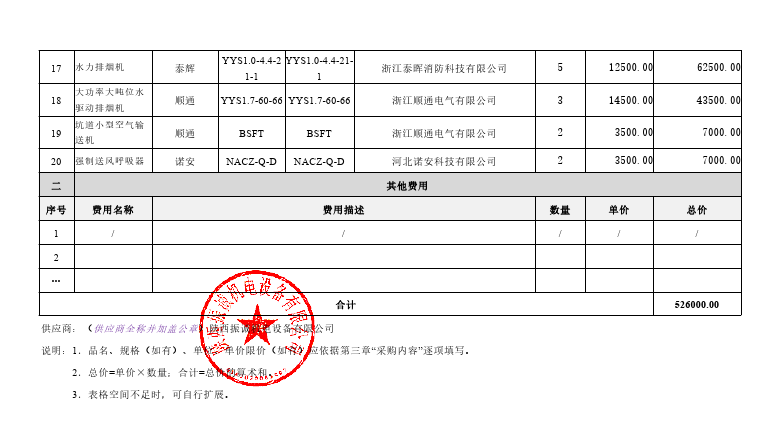 17 水力排烟机 泰晖 YYS1.0-4.4-21-1 YYS1.0-4.4-21-1 浙江泰晖消防科技有限公司 5 12500.00 62500.00
18 大功率大吨位水驱动排烟机 顺通 YYS1.7-60-66 YYS1.7-60-66 浙江顺通电气有限公司 3 14500.00 43500.00
19 坑道小型空气输送机 顺通 BSFT BSFT 浙江顺通电气有限公司 2 3500.00 7000.00
20 强制送风呼吸器 诺安 NACZ-Q-D NACZ-Q-D 河北诺安科技有限公司 2 3500.00 7000.00
二 其他费用
序号 费用名称 费用描述 数量 单价 总价
1 / / / / /
2
…
合计 526000.00
供应商：（供应商全称并加盖公章）陕西振诚机电设备有限公司
说明：1．品名、规格（如有）、单位、单价限价（如有）应依据第三章“采购内容”逐项填写。
2．总价=单价×数量；合计=总价的算术和。
3．表格空间不足时，可自行扩展。